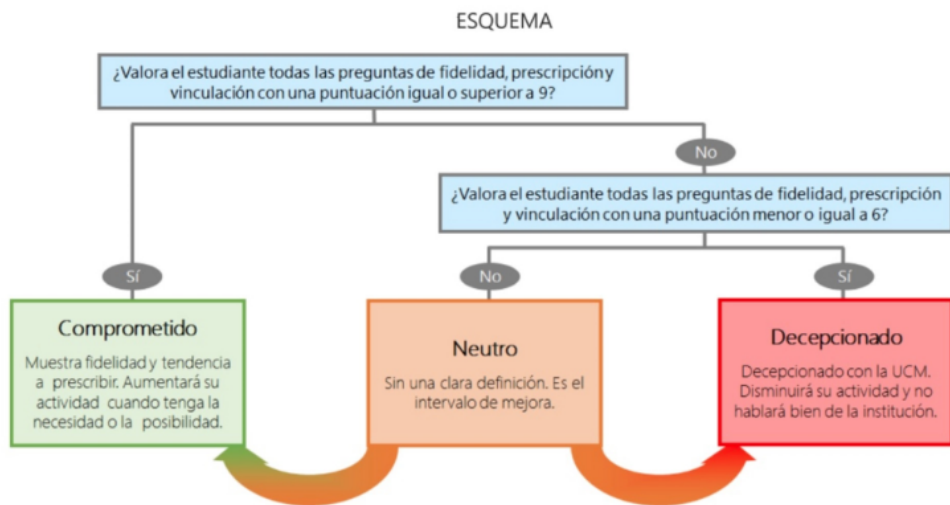 ESQUEMA
¿Valora el estudiante todas las preguntas de fidelidad, prescripción y
vinculación con una puntuación igual o superior a 9?
No
¿Valora el estudiante todas las preguntas de fidelidad, prescripción
y vinculación con una puntuación menor o igual a 6?
Sí
No
Sí
Comprometido
Muestra fidelidad y tendencia
a prescribir. Aumentará su
actividad cuando tenga la
necesidad o la posibilidad.
Neutro
Sin una clara definición. Es el
intervalo de mejora.
Decepcionado
Decepcionado con la UCM.
Disminuirá su actividad y no
hablará bien de la institución.